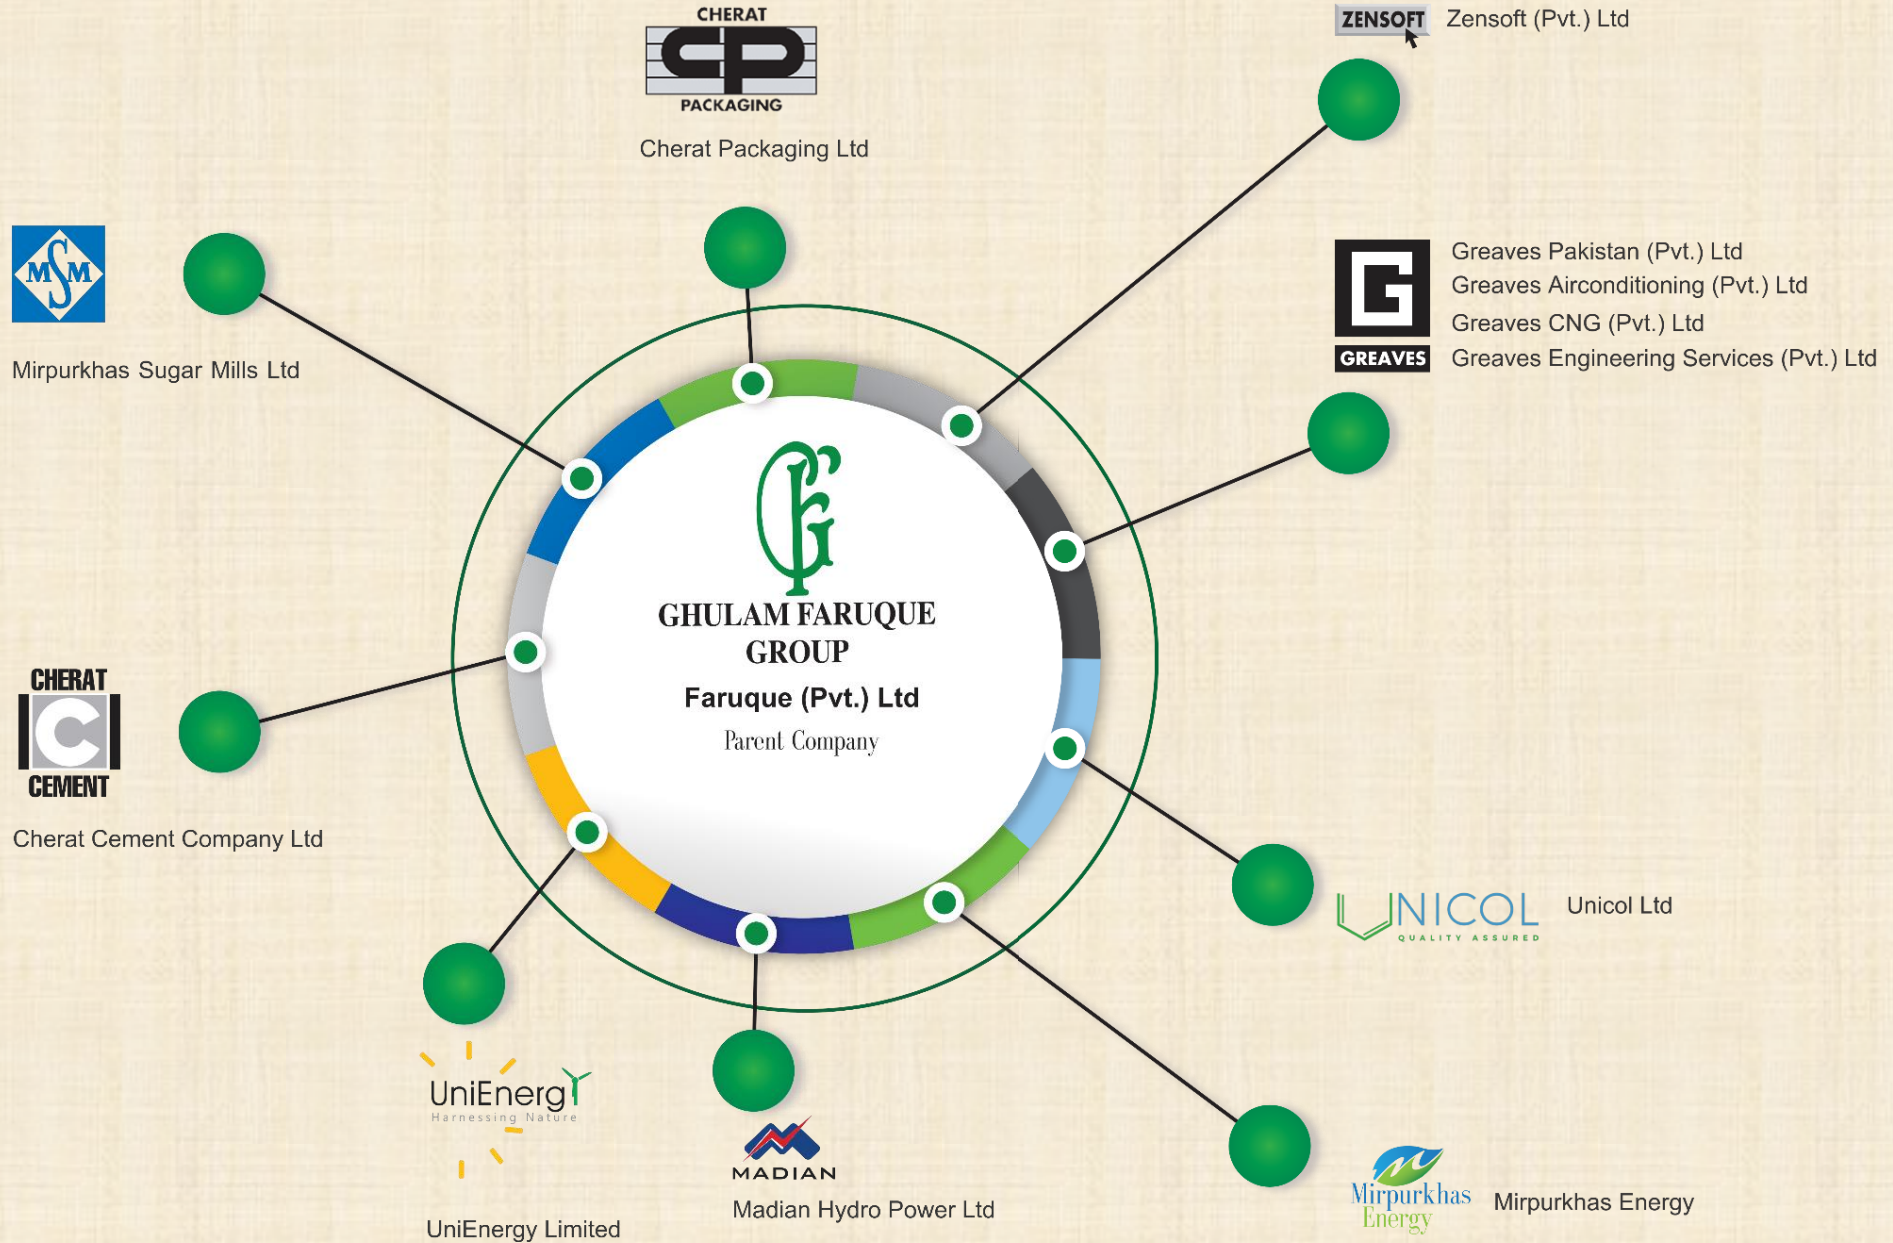 CHERAT
CP
PACKAGING
Cherat Packaging Ltd
ZENSOFT
Zensoft (Pvt.) Ltd
MSM
Mirpurkhas Sugar Mills Ltd
G
GREAVES
Greaves Pakistan (Pvt.) Ltd
Greaves Airconditioning (Pvt.) Ltd
Greaves CNG (Pvt.) Ltd
Greaves Engineering Services (Pvt.) Ltd
GF
GHULAM FARUQUE
GROUP
Faruque (Pvt.) Ltd
Parent Company
CHERAT
C
CEMENT
Cherat Cement Company Ltd
UNICOL
QUALITY ASSURED
Unicol Ltd
UniEnergy
Harnessing Nature
UniEnergy Limited
MADIAN
Madian Hydro Power Ltd
Mirpurkhas
Energy
Mirpurkhas Energy